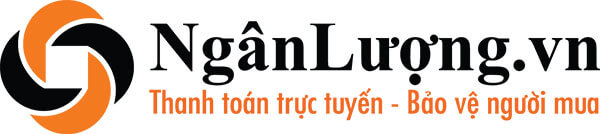 NgânLượng.vn
Thanh toán trực tuyến - Bảo vệ người mua